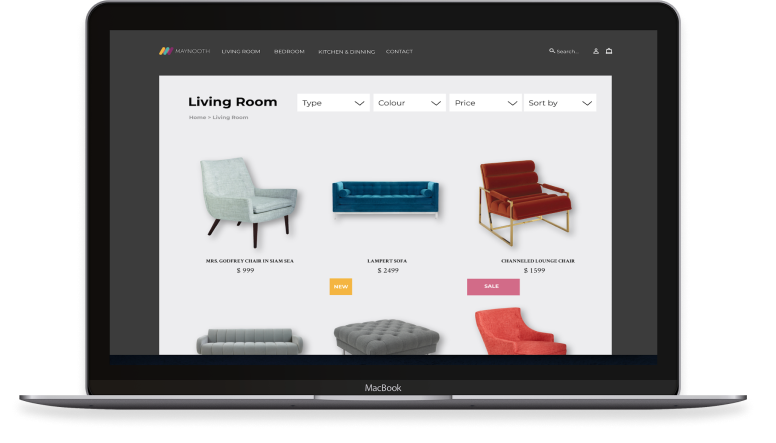 MAYNOOTH LIVING ROOM BEDROOM KITCHEN & DINNING CONTACT Search...
Living Room Type Colour Price Sort by
Home > Living Room
MRS. GODFREY CHAIR IN SIAM SEA LAMPERT SOFA CHANNELED LOUNGE CHAIR
$ 999 $ 2499 $ 1599
NEW SALE
MacBook